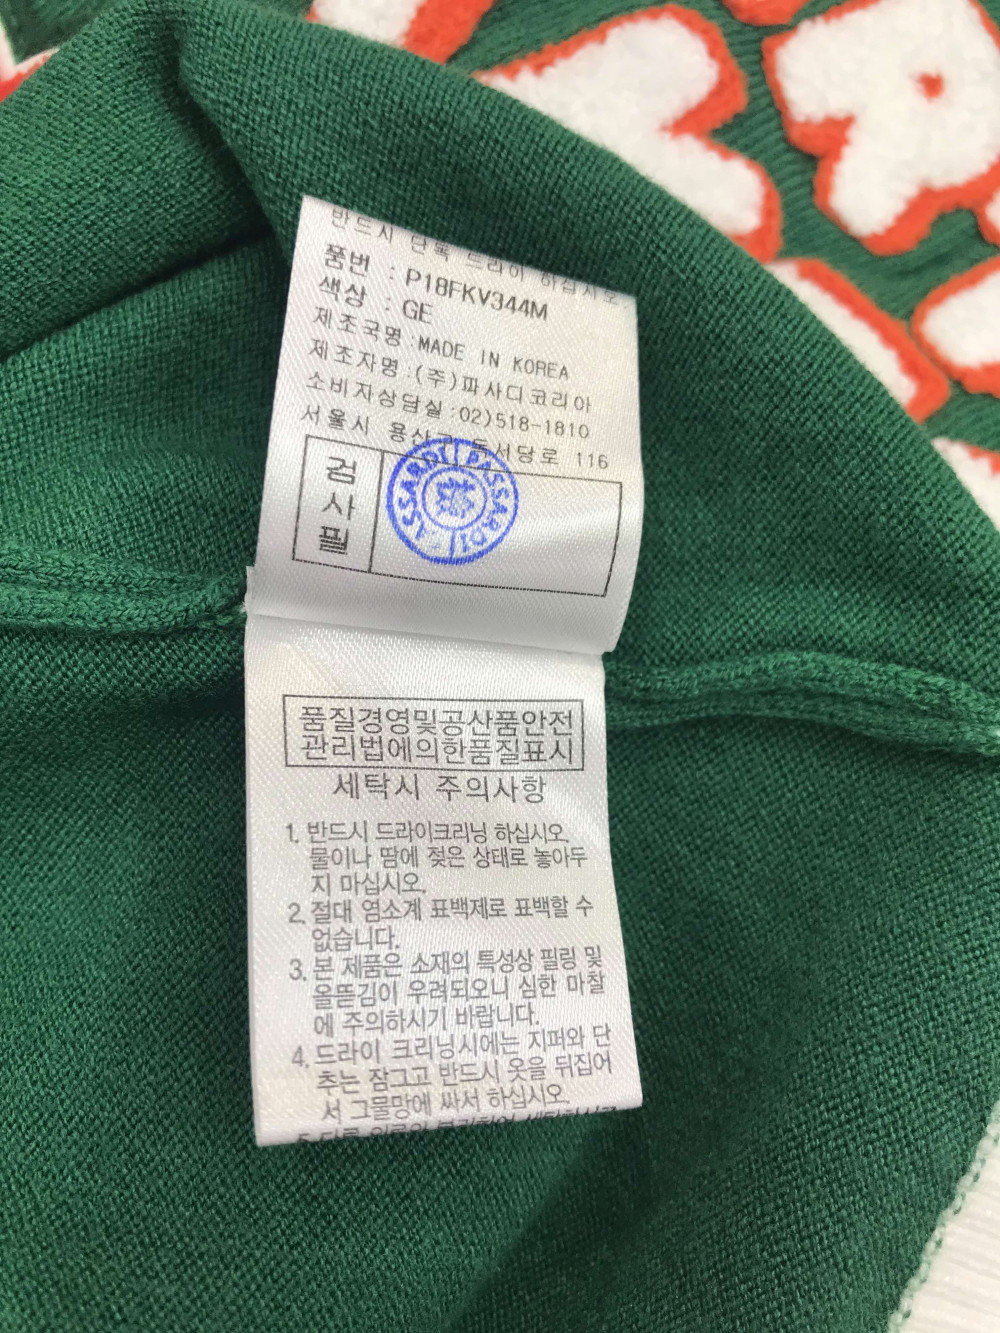 반드시 단독 드라이 하십시오.
품번 : P18FKV344M
색상 : GE
제조국명:MADE IN KOREA
제조자명:(주)파사디코리아
소비자상담실:02)518-1810
서울시 용산구 독서당로 116
검사필
PASSARDI PASSARDI
품질경영및공산품안전
관리법에의한품질표시
세탁시 주의사항
1. 반드시 드라이크리닝 하십시오.
물이나 땀에 젖은 상태로 놓아두
지 마십시오.
2. 절대 염소계 표백제로 표백할 수
없습니다.
3. 본 제품은 소재의 특성상 필링 및
올뜯김이 우려되오니 심한 마찰
에 주의하시기 바랍니다.
4. 드라이 크리닝시에는 지퍼와 단
추는 잠그고 반드시 옷을 뒤집어
서 그물망에 싸서 하십시오.
5. 다른